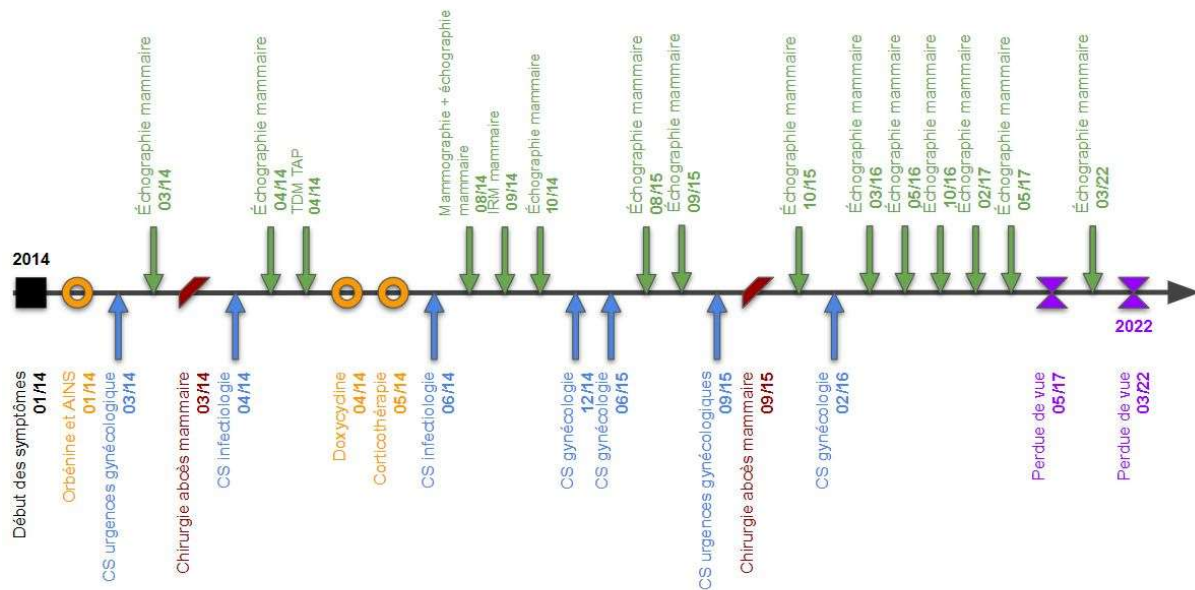 Échographie mammaire
03/14
Échographie mammaire
04/14
TDM TAP
04/14
Mammographie + échographie
mammaire
08/14
IRM mammaire
09/14
Échographie mammaire
10/14
Échographie mammaire
08/15
Échographie mammaire
09/15
Échographie mammaire
10/15
Échographie mammaire
03/16
Échographie mammaire
05/16
Échographie mammaire
10/16
Échographie mammaire
02/17
Échographie mammaire
05/17
Échographie mammaire
03/22
2014
2022
Début des symptômes
01/14
Orbénine et AINS
01/14
CS urgences gynécologique
03/14
Chirurgie abcès mammaire
03/14
CS infectiologie
04/14
Doxycycline
04/14
Corticothérapie
05/14
CS infectiologie
06/14
CS gynécologie
12/14
CS gynécologie
06/15
CS urgences gynécologiques
09/15
Chirurgie abcès mammaire
09/15
CS gynécologie
02/16
Perdue de vue
05/17
Perdue de vue
03/22